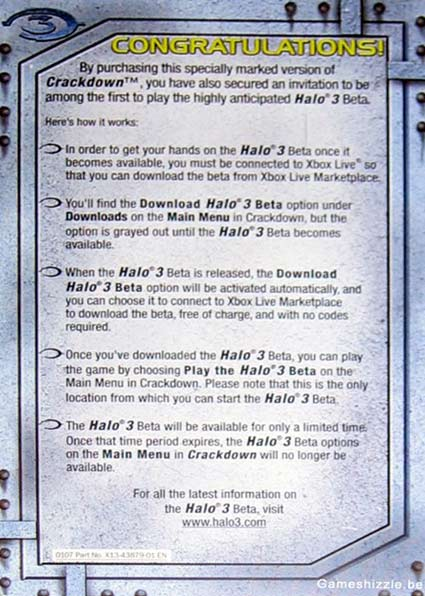 3
CONGRATULATIONS!
By purchasing this specially marked version of
Crackdown™, you have also secured an invitation to be
among the first to play the highly anticipated Halo® 3 Beta.
Here's how it works:
In order to get your hands on the Halo® 3 Beta once it
becomes available, you must be connected to Xbox Live® so
that you can download the beta from Xbox Live Marketplace.
You'll find the Download Halo® 3 Beta option under
Downloads on the Main Menu in Crackdown, but the
option is grayed out until the Halo® 3 Beta becomes
available.
When the Halo® 3 Beta is released, the Download
Halo® 3 Beta option will be activated automatically, and
you can choose it to connect to Xbox Live Marketplace
to download the beta, free of charge, and with no codes
required.
Once you've downloaded the Halo® 3 Beta, you can play
the game by choosing Play the Halo® 3 Beta on the
Main Menu in Crackdown. Please note that this is the only
location from which you can start the Halo® 3 Beta.
The Halo® 3 Beta will be available for only a limited time.
Once that time period expires, the Halo® 3 Beta options
on the Main Menu in Crackdown will no longer be
available.
For all the latest information on
the Halo® 3 Beta, visit
www.halo3.com
0107 Part No. X13-43879-01 EN
Gameshizzle.be